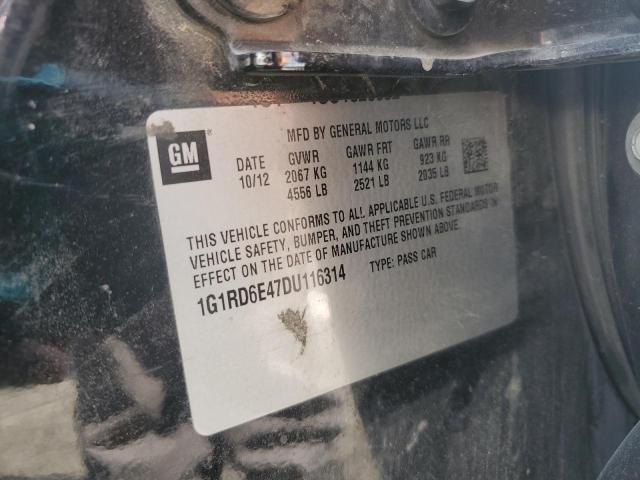 MFD BY GENERAL MOTORS LLC
GM
DATE GVWR GAWR FRT GAWR RR
10/12 2067 KG 1144 KG 923 KG
4556 LB 2521 LB 2035 LB
THIS VEHICLE CONFORMS TO ALL APPLICABLE U.S. FEDERAL MOTOR
VEHICLE SAFETY, BUMPER, AND THEFT PREVENTION STANDARDS IN
EFFECT ON THE DATE OF MANUFACTURE SHOWN ABOVE.
1G1RD6E47DU116314 TYPE: PASS CAR